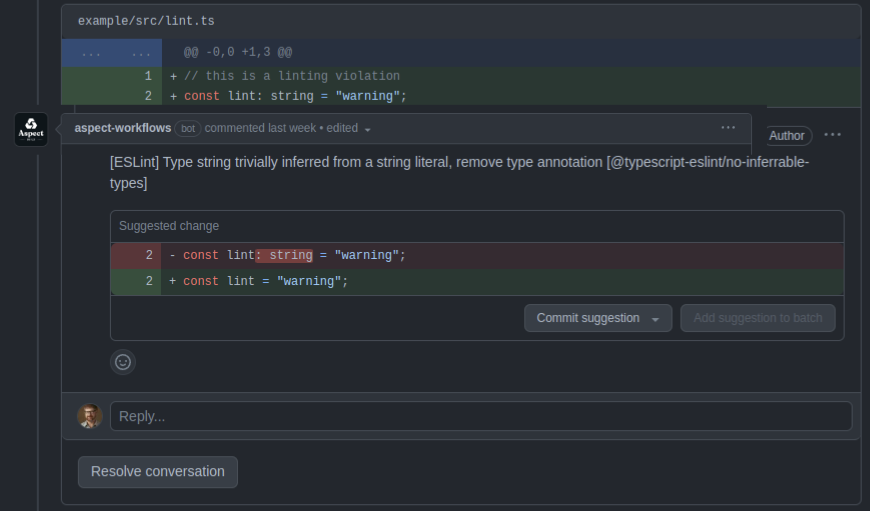 example/src/lint.ts
... ... @@ -0,0 +1,3 @@
1 + // this is a linting violation
2 + const lint: string = "warning";
Aspect
aspect-workflows bot commented last week • edited ...
Author ...
[ESLint] Type string trivially inferred from a string literal, remove type annotation [@typescript-eslint/no-inferrable-
types]
Suggested change
2 - const lint: string = "warning";
2 + const lint = "warning";
Commit suggestion Add suggestion to batch
Reply...
Resolve conversation